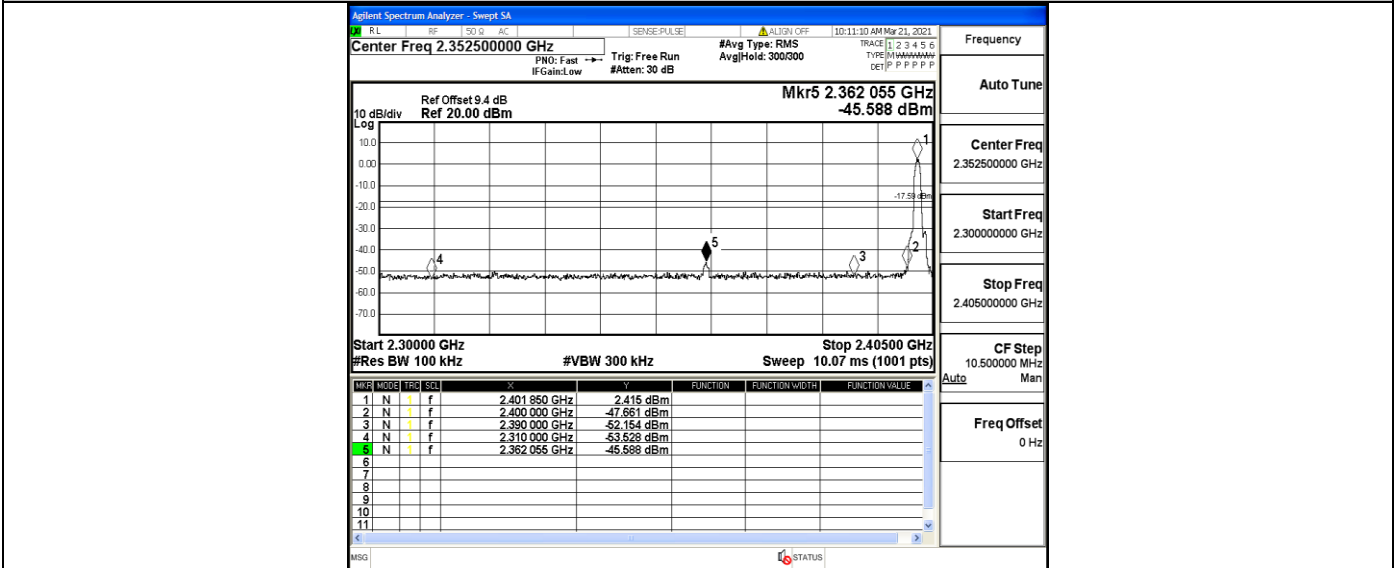 Agilent Spectrum Analyzer - Swept SA
RL RF 50 Ω AC SENSE:PULSE ALIGN OFF 10:11:10 AM Mar 21, 2021
Center Freq 2.352500000 GHz
PNO: Fast
IFGain:Low
Trig: Free Run
#Atten: 30 dB
#Avg Type: RMS
Avg|Hold: 300/300
TRACE 1 2 3 4 5 6
TYPE M
DET P P P P P P
Mkr5 2.362 055 GHz
-45.588 dBm
Ref Offset 9.4 dB
10 dB/div Ref 20.00 dBm
Log
10.0
0.00
-10.0
-20.0
-30.0
-40.0
-50.0
-60.0
-70.0
-17.59 dBm
1
2
3
4
5
Start 2.30000 GHz Stop 2.40500 GHz
#Res BW 100 kHz #VBW 300 kHz Sweep 10.07 ms (1001 pts)
MKR MODE TRC SCL X Y FUNCTION FUNCTION WIDTH FUNCTION VALUE
1 N 1 f 2.401 850 GHz 2.415 dBm
2 N 1 f 2.400 000 GHz -47.661 dBm
3 N 1 f 2.390 000 GHz -52.154 dBm
4 N 1 f 2.310 000 GHz -53.528 dBm
5 N 1 f 2.362 055 GHz -45.588 dBm
6
7
8
9
10
11
MSG STATUS
Frequency
Auto Tune
Center Freq
2.352500000 GHz
Start Freq
2.300000000 GHz
Stop Freq
2.405000000 GHz
CF Step
10.500000 MHz
Auto Man
Freq Offset
0 Hz